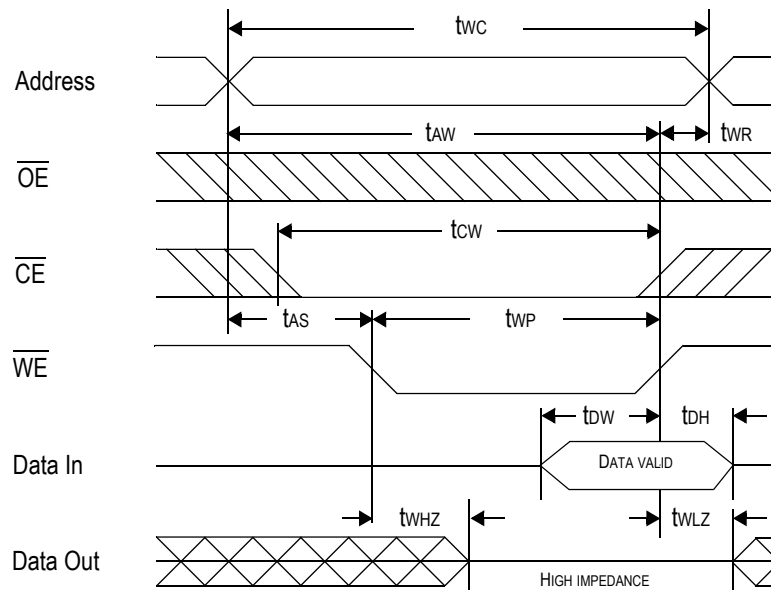 tWC
Address
tAW
tWR
OE
tCW
CE
tAS
tWP
WE
tDW
tDH
Data In
DATA VALID
tWHZ
tWLZ
Data Out
HIGH IMPEDANCE